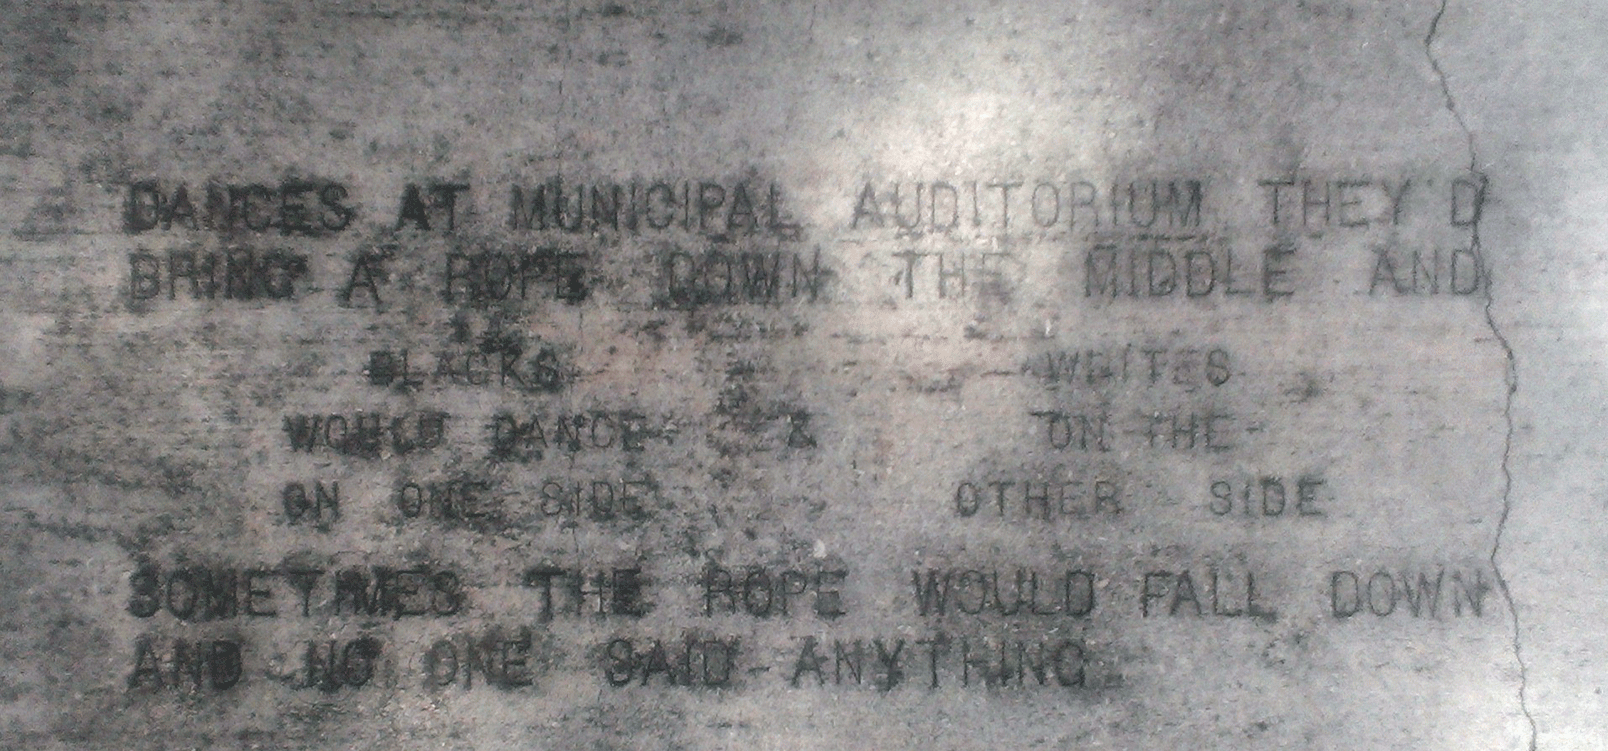 DANCES AT MUNICIPAL AUDITORIUM THEY'D
BRING A ROPE DOWN THE MIDDLE AND
BLACKS WHITES
WOULD DANCE & ON THE
ON ONE SIDE OTHER SIDE
SOMETIMES THE ROPE WOULD FALL DOWN
AND NO ONE SAID ANYTHING